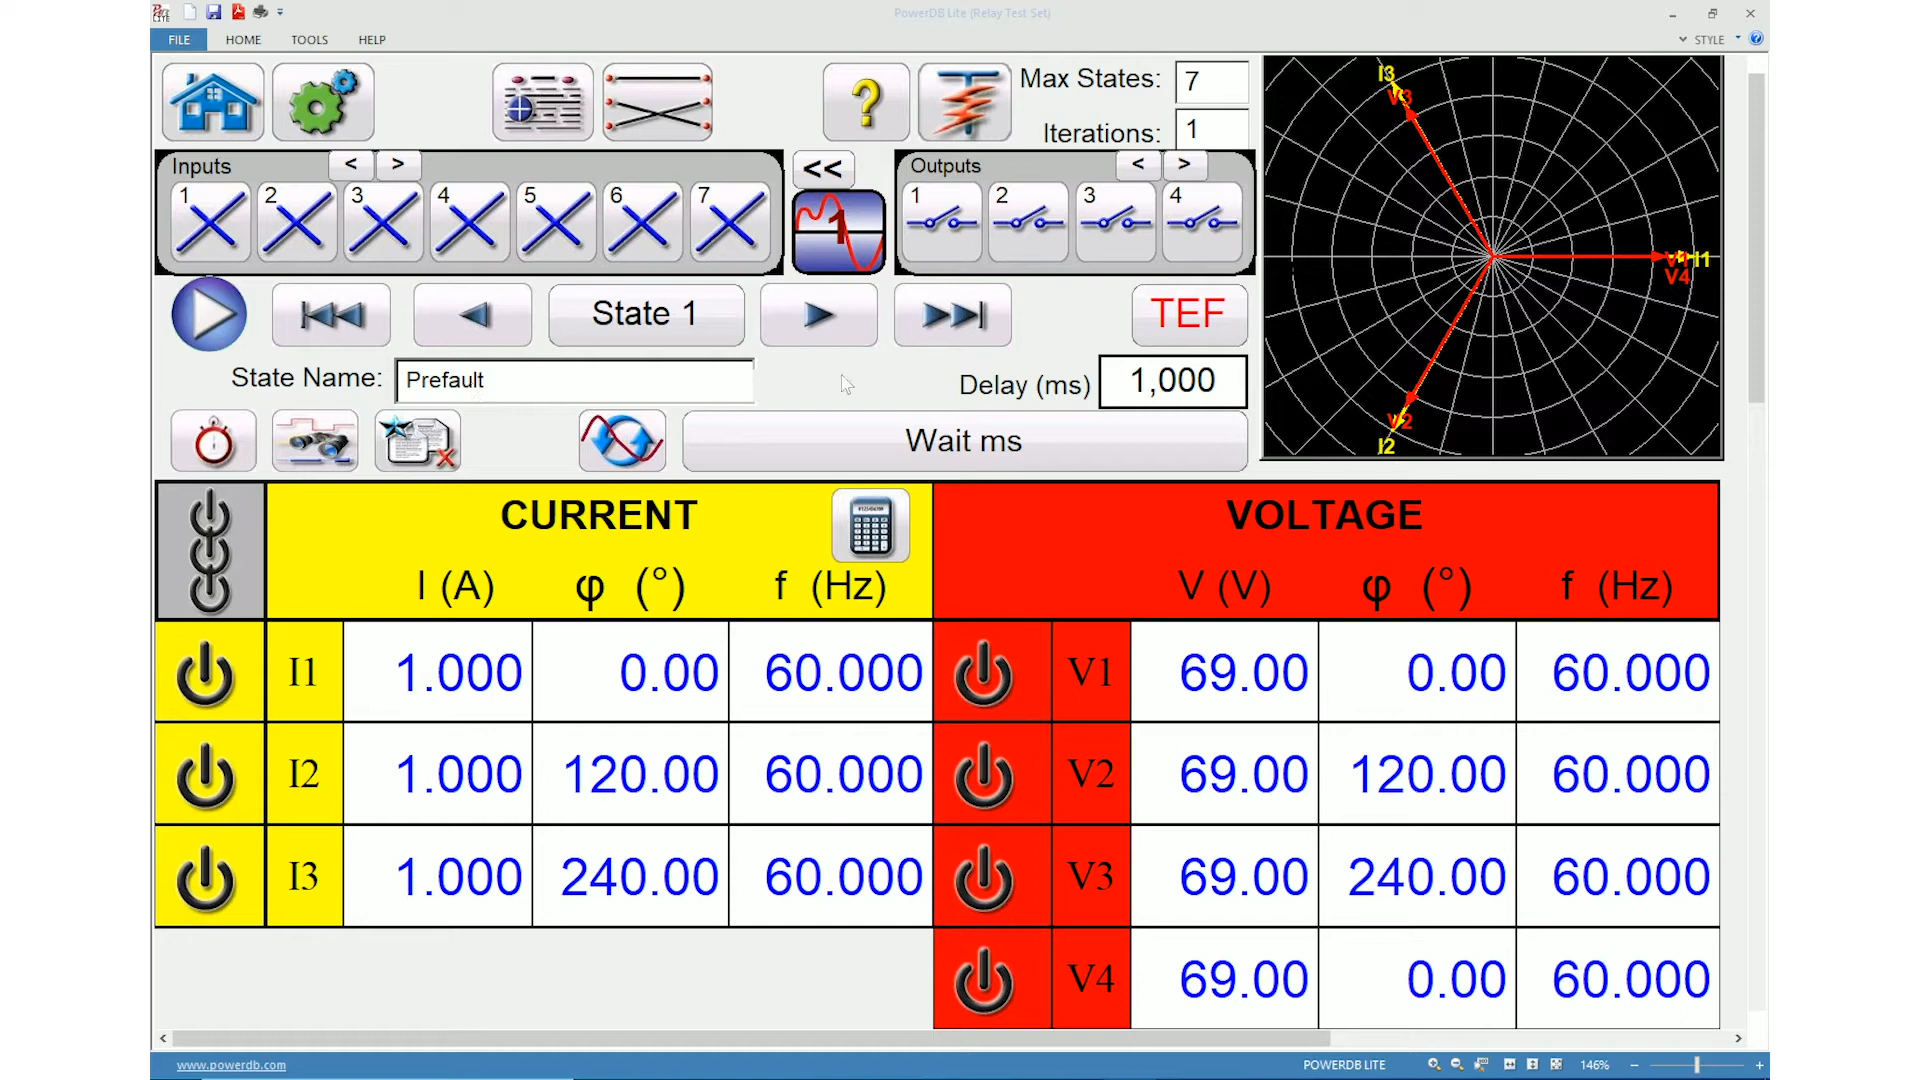 PowerDB Lite (Relay Test Set)
FILE HOME TOOLS HELP STYLE
Max States: 7
Iterations: 1
Inputs < >
1 2 3 4 5 6 7
<<
1
Outputs < >
1 2 3 4
State 1
TEF
State Name: Prefault
Delay (ms) 1,000
Wait ms
I3
V3
V1 I1
V4
V2
I2
CURRENT
I (A) φ (°) f (Hz)
VOLTAGE
V (V) φ (°) f (Hz)
I1 1.000 0.00 60.000 V1 69.00 0.00 60.000
I2 1.000 120.00 60.000 V2 69.00 120.00 60.000
I3 1.000 240.00 60.000 V3 69.00 240.00 60.000
V4 69.00 0.00 60.000
www.powerdb.com
POWERDB LITE
146%